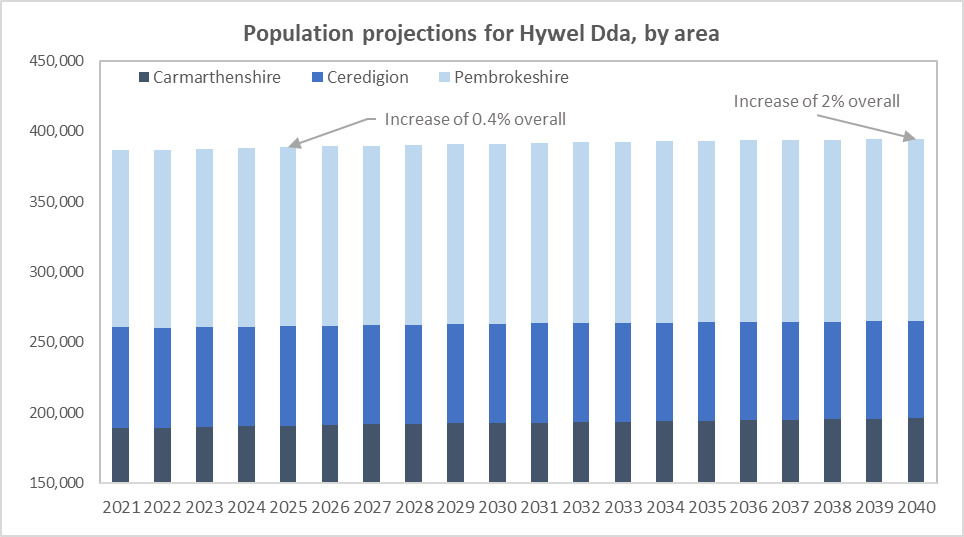 Population projections for Hywel Dda, by area
450,000
Carmarthenshire Ceredigion Pembrokeshire
Increase of 2% overall
Increase of 0.4% overall
400,000
350,000
300,000
250,000
200,000
150,000
2021 2022 2023 2024 2025 2026 2027 2028 2029 2030 2031 2032 2033 2034 2035 2036 2037 2038 2039 2040